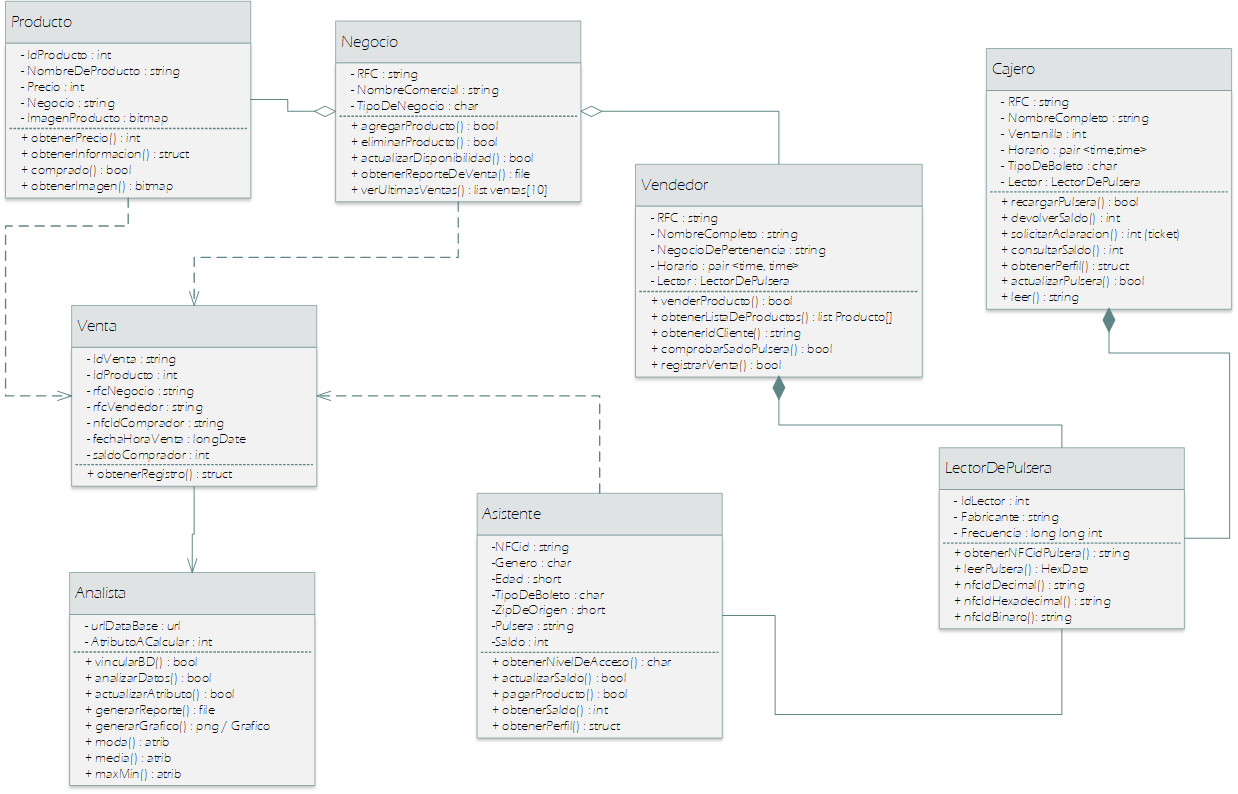 Producto
- IdProducto : int
- NombreDeProducto : string
- Precio : int
- Negocio : string
- ImagenProducto : bitmap
+ obtenerPrecio() : int
+ obtenerInformacion() : struct
+ comprado() : bool
+ obtenerImagen() : bitmap
Negocio
- RFC : string
- NombreComercial : string
- TipoDeNegocio : char
+ agregarProducto() : bool
+ eliminarProducto() : bool
+ actualizarDisponibilidad() : bool
+ obtenerReporteDeVenta() : file
+ verUltimasVentas() : list ventas[10]
Cajero
- RFC : string
- NombreCompleto : string
- Ventanilla : int
- Horario : pair <time,time>
- TipoDeBoleto : char
- Lector : LectorDePulsera
+ recargarPulsera() : bool
+ devolverSaldo() : int
+ solicitarAclaracion() : int (ticket)
+ consultarSaldo() : int
+ obtenerPerfil() : struct
+ actualizarPulsera() : bool
+ leer() : string
Vendedor
- RFC : string
- NombreCompleto : string
- NegocioDePertenencia : string
- Horario : pair <time, time>
- Lector : LectorDePulsera
+ venderProducto() : bool
+ obtenerListaDeProductos() : list Producto[]
+ obtenerIdCliente() : string
+ comprobarSadoPulsera() : bool
+ registrarVenta() : bool
Venta
- IdVenta : string
- IdProducto : int
- rfcNegocio : string
- rfcVendedor : string
- nfcIdComprador : string
- fechaHoraVenta : longDate
- saldoComprador : int
+ obtenerRegistro() : struct
LectorDePulsera
- IdLector : int
- Fabricante : string
- Frecuencia : long long int
+ obtenerNFCidPulsera() : string
+ leerPulsera() : HexData
+ nfcIdDecimal() : string
+ nfcIdHexadecimal() : string
+ nfcIdBinaro() : string
Asistente
-NFCid : string
-Genero : char
-Edad : short
-TipoDeBoleto : char
-ZipDeOrigen : short
-Pulsera : string
-Saldo : int
+ obtenerNivelDeAcceso() : char
+ actualizarSaldo() : bool
+ pagarProducto() : bool
+ obtenerSaldo() : int
+ obtenerPerfil() : struct
Analista
- urlDataBase : url
- AtributoACalcular : int
+ vincularBD() : bool
+ analizarDatos() : bool
+ actualizarAtributo() : bool
+ generarReporte() : file
+ generarGrafico() : png / Grafico
+ moda() : atrib
+ media() : atrib
+ maxMin() : atrib